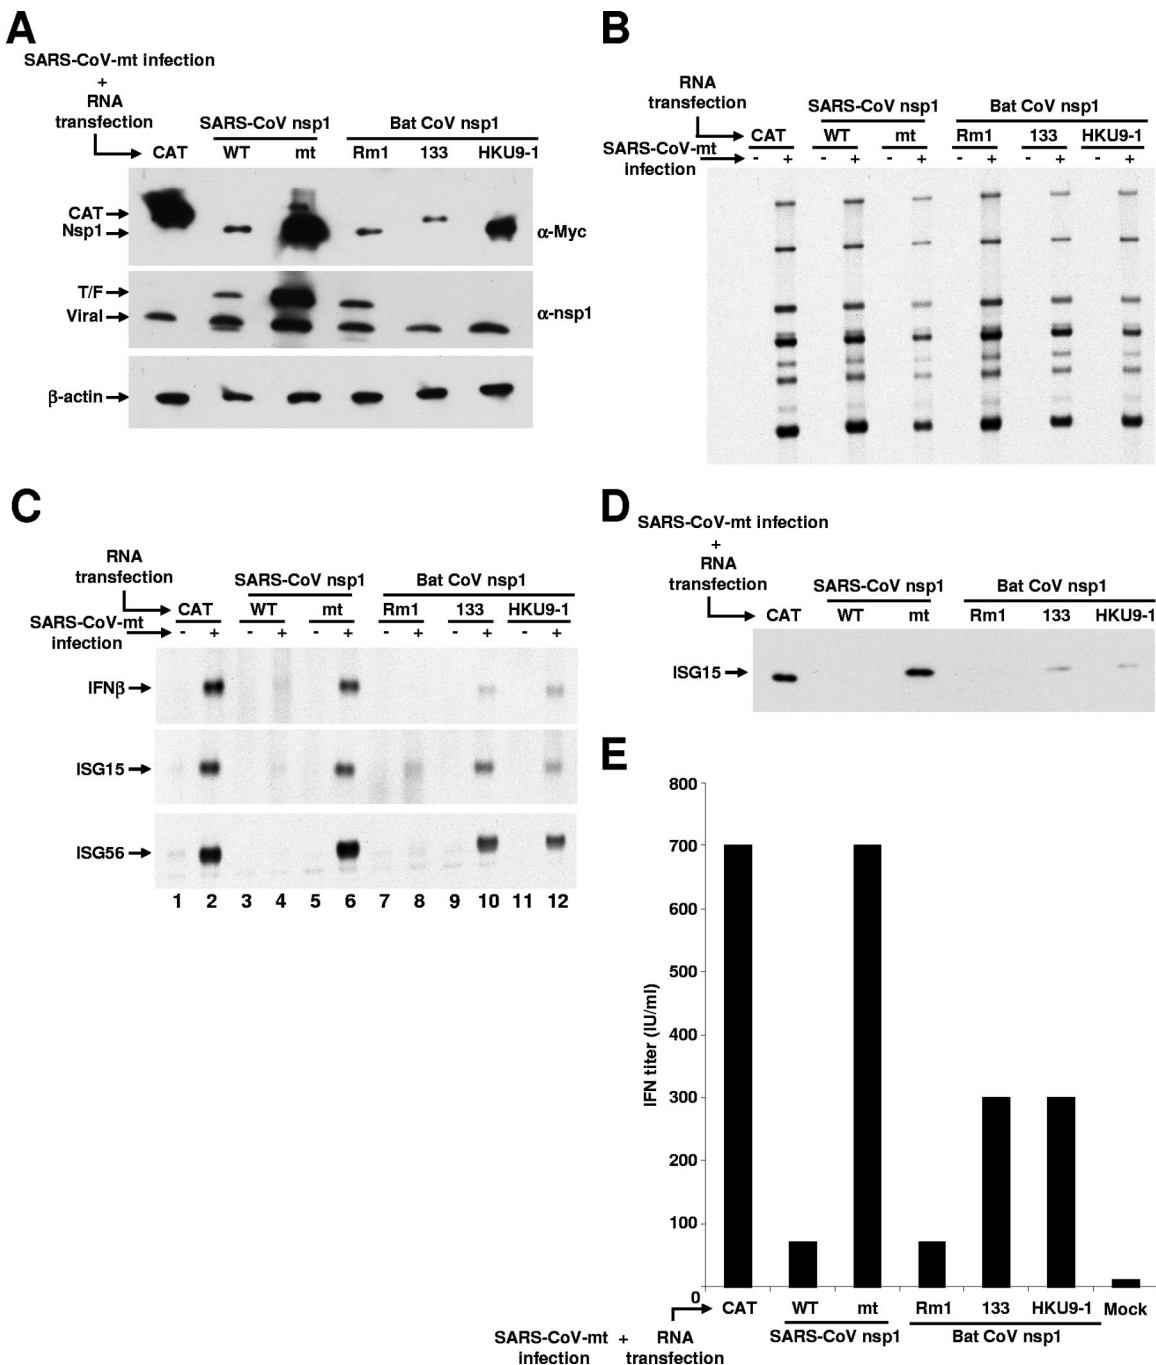 A
SARS-CoV-mt infection
+
RNA
transfection
SARS-CoV nsp1
Bat CoV nsp1
CAT WT mt Rm1 133 HKU9-1
CAT
Nsp1
α-Myc
T/F
Viral
α-nsp1
β-actin
B
RNA
transfection
SARS-CoV nsp1
Bat CoV nsp1
CAT WT mt Rm1 133 HKU9-1
SARS-CoV-mt
infection
- + - + - + - + - + - +
C
RNA
transfection
SARS-CoV nsp1
Bat CoV nsp1
CAT WT mt Rm1 133 HKU9-1
SARS-CoV-mt
infection
- + - + - + - + - + - +
IFNβ
ISG15
ISG56
1 2 3 4 5 6 7 8 9 10 11 12
D
SARS-CoV-mt infection
+
RNA
transfection
SARS-CoV nsp1
Bat CoV nsp1
CAT WT mt Rm1 133 HKU9-1
ISG15
E
IFN titer (IU/ml)
800
700
600
500
400
300
200
100
0
CAT WT mt Rm1 133 HKU9-1 Mock
SARS-CoV nsp1
Bat CoV nsp1
SARS-CoV-mt + RNA
infection transfection